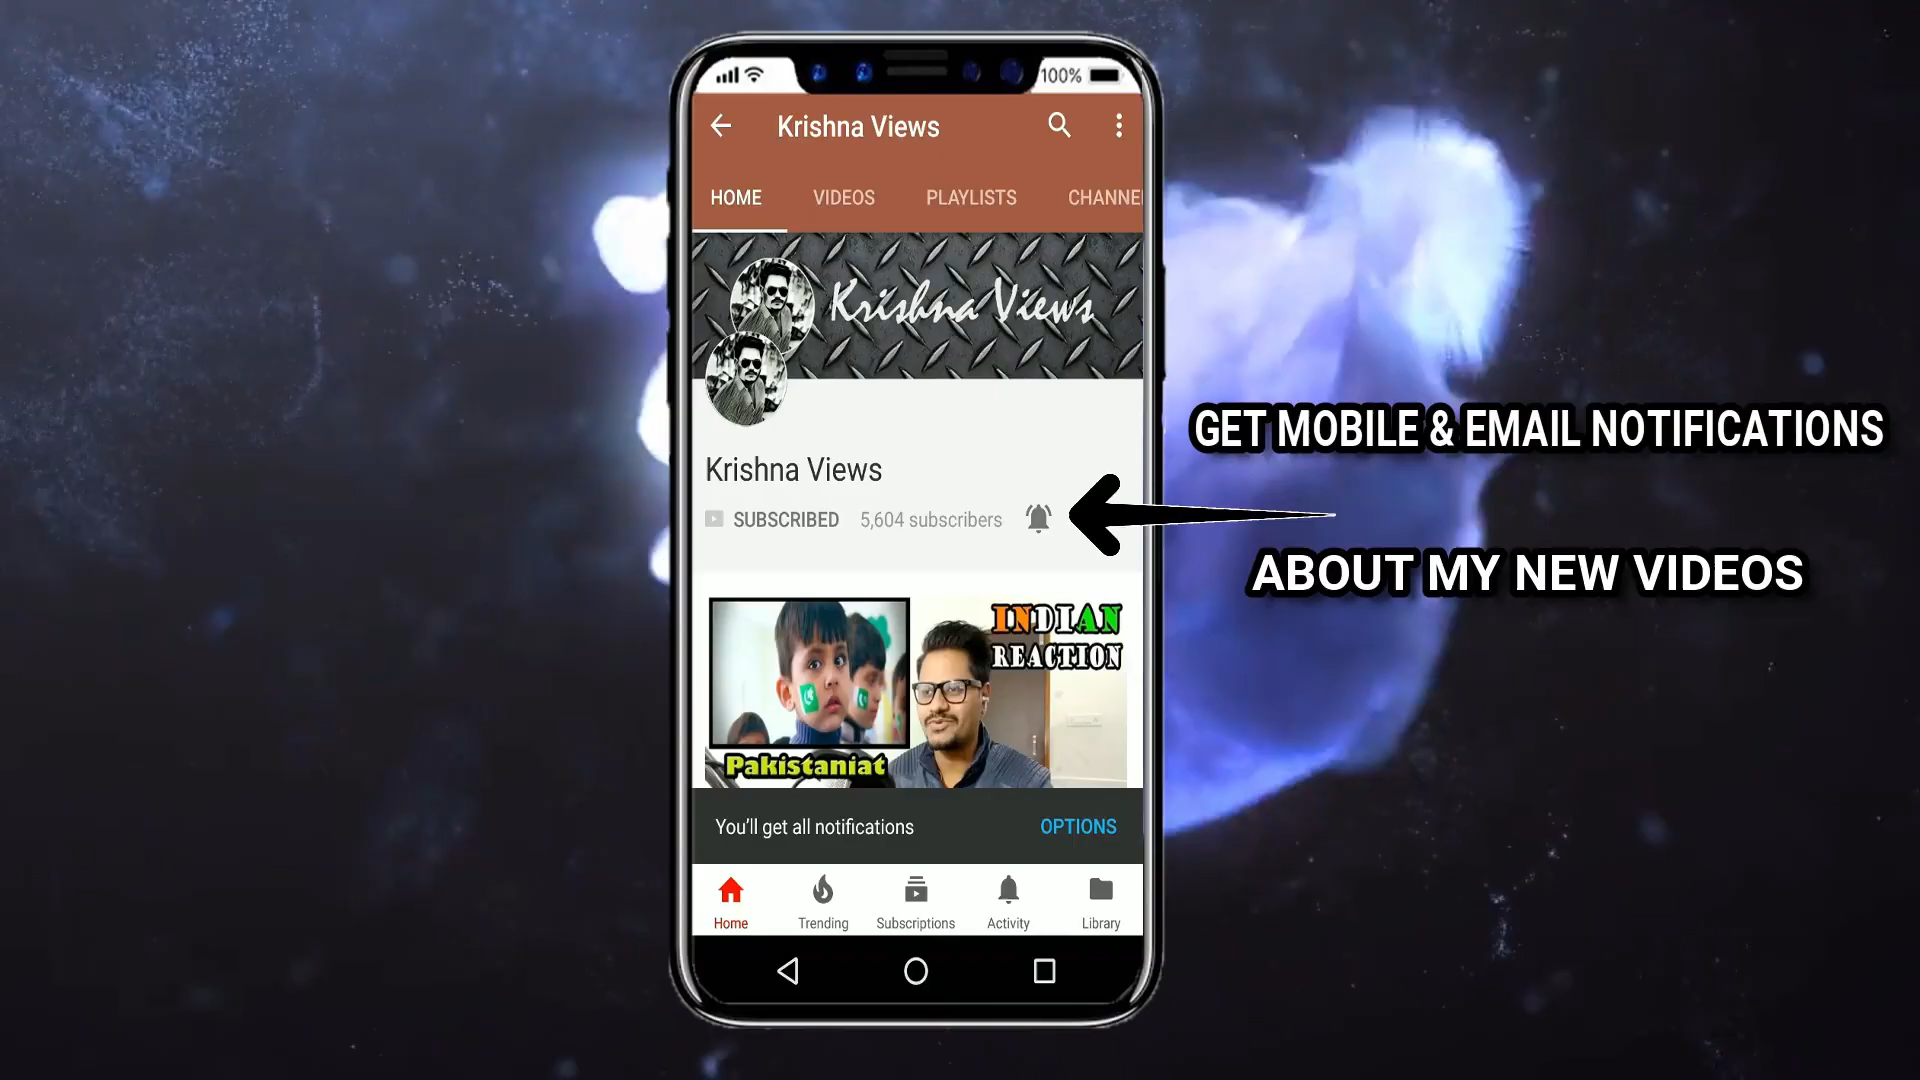 100%
Krishna Views
HOME VIDEOS PLAYLISTS CHANNE
Krishna Views
Krishna Views
SUBSCRIBED 5,604 subscribers
GET MOBILE & EMAIL NOTIFICATIONS
ABOUT MY NEW VIDEOS
INDIAN
REACTION
Pakistaniat
You'll get all notifications OPTIONS
Home Trending Subscriptions Activity Library